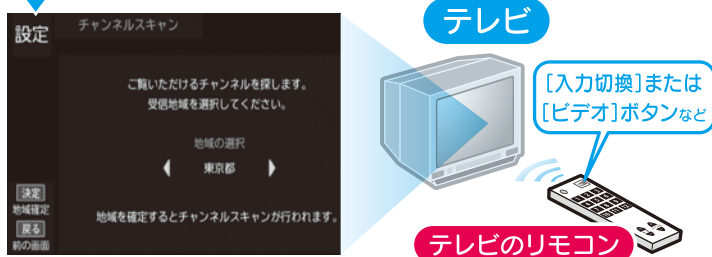 設定
チャンネルスキャン
ご覧いただけるチャンネルを探します。
受信地域を選択してください。
地域の選択
東京都
決定
地域確定
戻る
前の画面
地域を確定するとチャンネルスキャンが行われます。
テレビ
[入力切換]または
[ビデオ]ボタンなど
テレビのリモコン